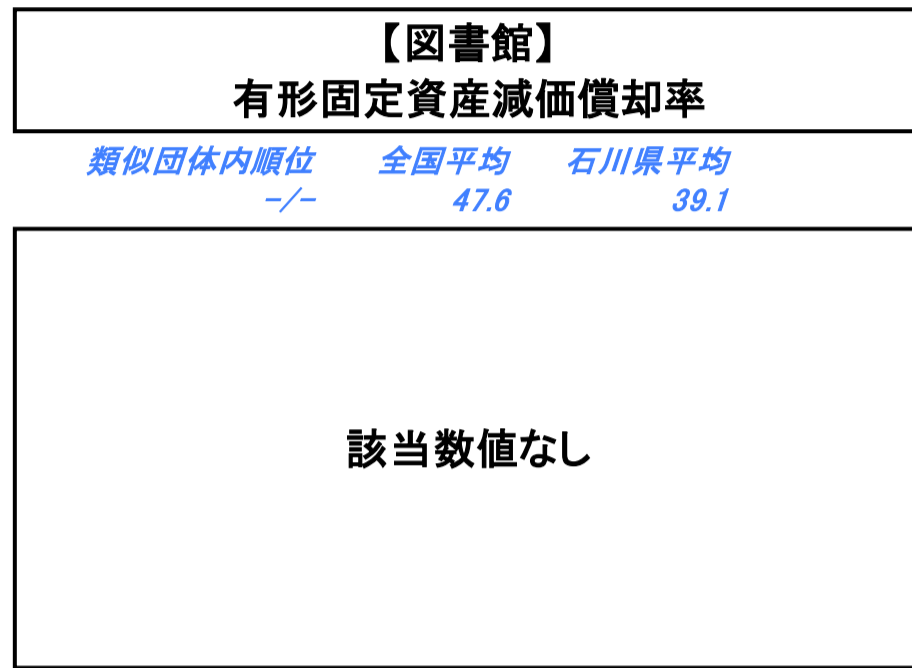 【図書館】
有形固定資産減価償却率
類似団体内順位 全国平均 石川県平均
-/- 47.6 39.1
該当数値なし